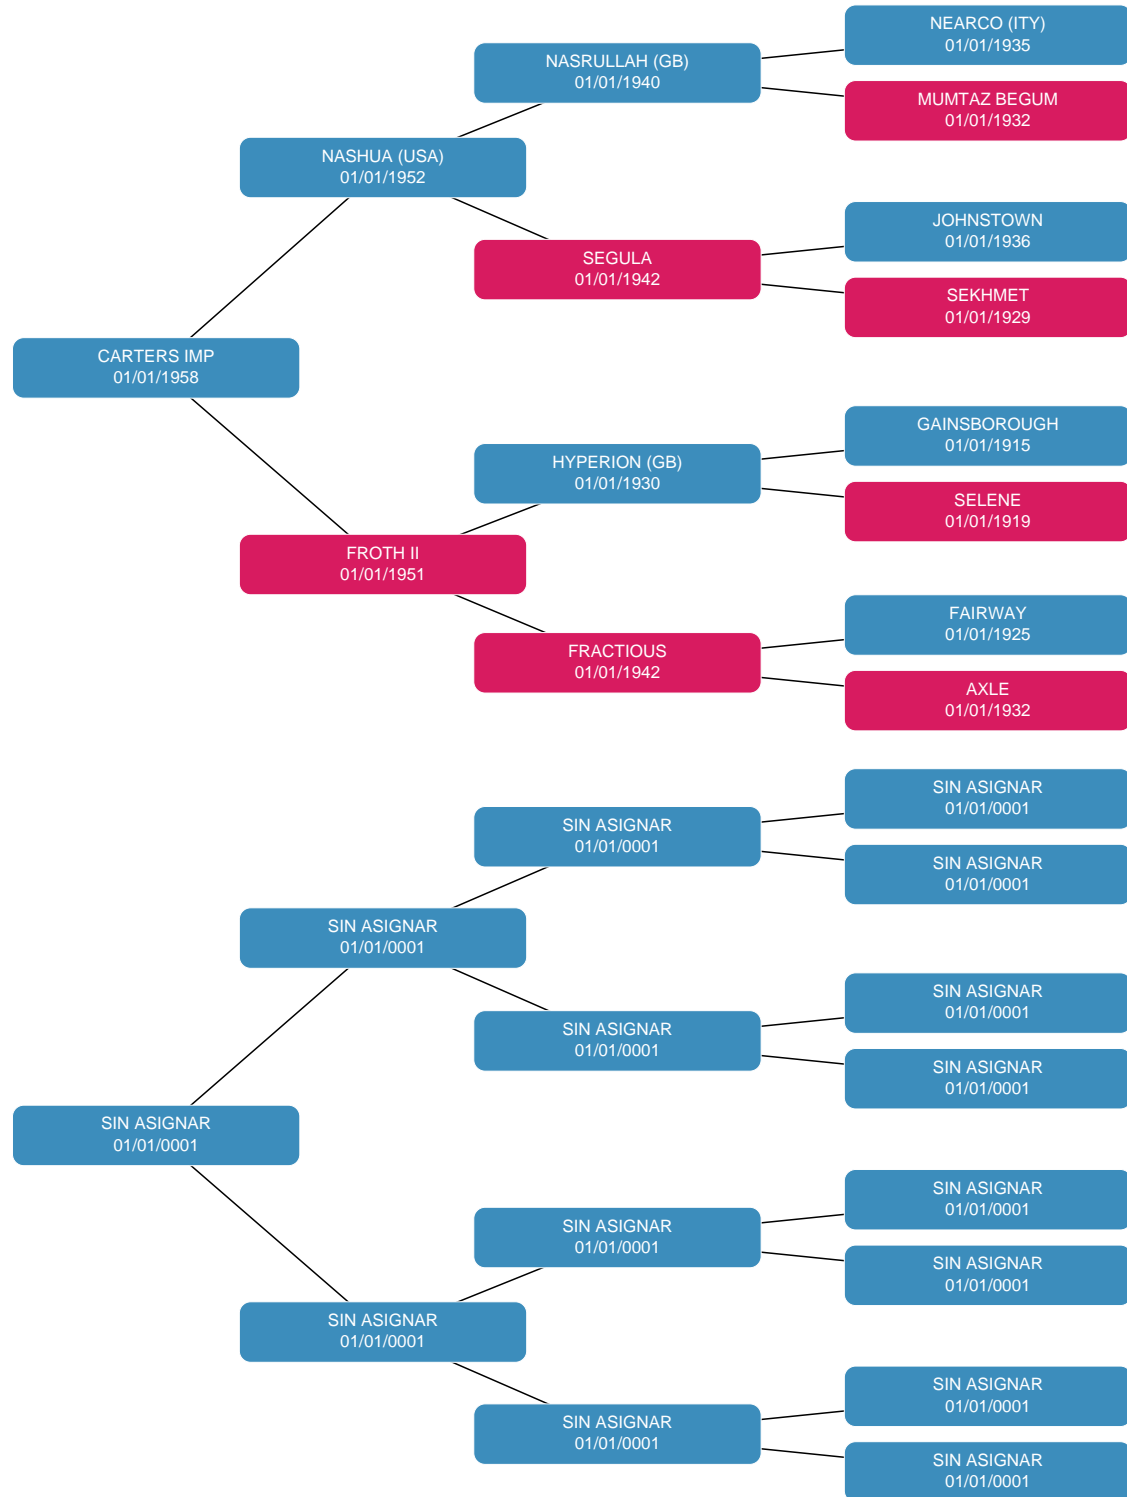 NEARCO (ITY)
01/01/1935
NASRULLAH (GB)
01/01/1940
MUMTAZ BEGUM
01/01/1932
NASHUA (USA)
01/01/1952
JOHNSTOWN
01/01/1936
SEGULA
01/01/1942
SEKHMET
01/01/1929
CARTERS IMP
01/01/1958
GAINSBOROUGH
01/01/1915
HYPERION (GB)
01/01/1930
SELENE
01/01/1919
FROTH II
01/01/1951
FAIRWAY
01/01/1925
FRACTIOUS
01/01/1942
AXLE
01/01/1932
SIN ASIGNAR
01/01/0001
SIN ASIGNAR
01/01/0001
SIN ASIGNAR
01/01/0001
SIN ASIGNAR
01/01/0001
SIN ASIGNAR
01/01/0001
SIN ASIGNAR
01/01/0001
SIN ASIGNAR
01/01/0001
SIN ASIGNAR
01/01/0001
SIN ASIGNAR
01/01/0001
SIN ASIGNAR
01/01/0001
SIN ASIGNAR
01/01/0001
SIN ASIGNAR
01/01/0001
SIN ASIGNAR
01/01/0001
SIN ASIGNAR
01/01/0001
SIN ASIGNAR
01/01/0001